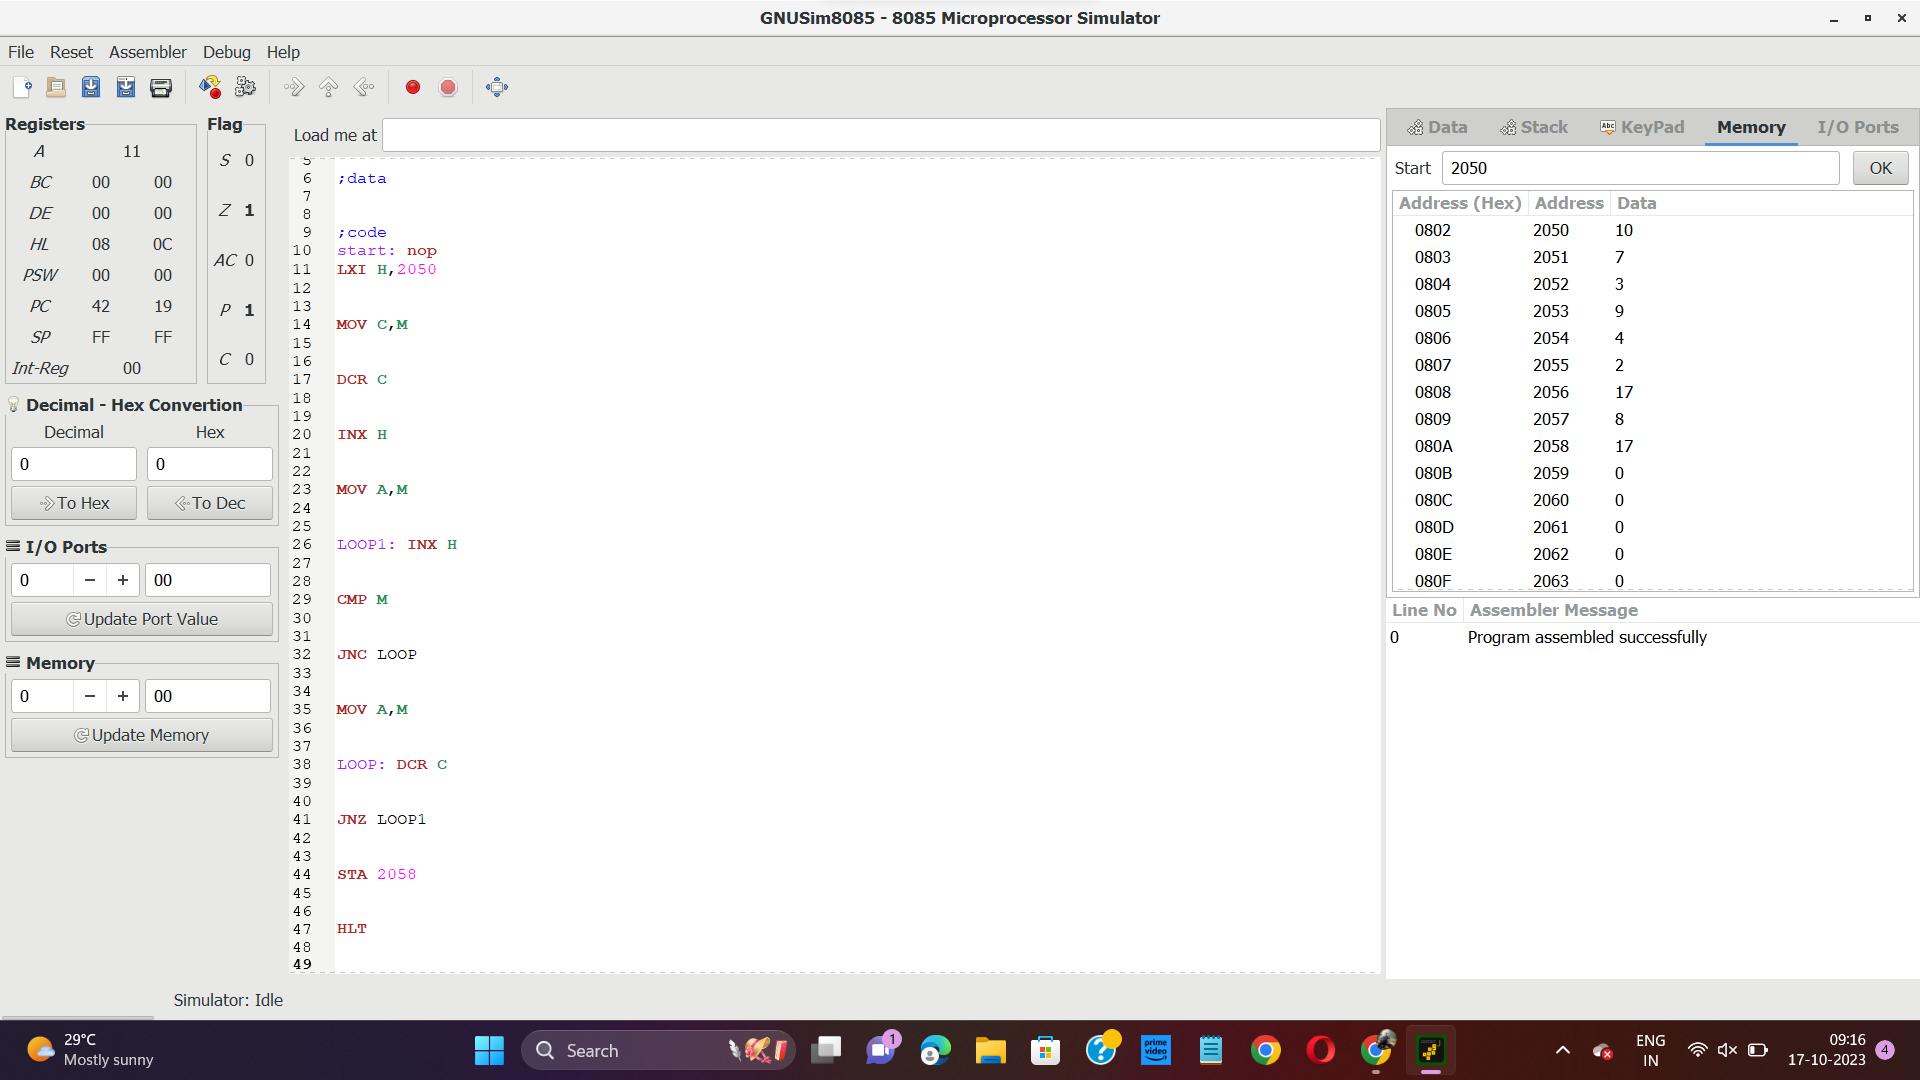 GNUSim8085 - 8085 Microprocessor Simulator
File Reset Assembler Debug Help
Registers
A 11
BC 00 00
DE 00 00
HL 08 0C
PSW 00 00
PC 42 19
SP FF FF
Int-Reg 00
Flag
S 0
Z 1
AC 0
P 1
C 0
Decimal - Hex Convertion
Decimal Hex
0 0
To Hex To Dec
I/O Ports
0 − + 00
Update Port Value
Memory
0 − + 00
Update Memory
Load me at
5
6 ;data
7
8
9 ;code
10 start: nop
11 LXI H,2050
12
13
14 MOV C,M
15
16
17 DCR C
18
19
20 INX H
21
22
23 MOV A,M
24
25
26 LOOP1: INX H
27
28
29 CMP M
30
31
32 JNC LOOP
33
34
35 MOV A,M
36
37
38 LOOP: DCR C
39
40
41 JNZ LOOP1
42
43
44 STA 2058
45
46
47 HLT
48
49
Data Stack Abc KeyPad Memory I/O Ports
Start 2050 OK
Address (Hex) Address Data
0802 2050 10
0803 2051 7
0804 2052 3
0805 2053 9
0806 2054 4
0807 2055 2
0808 2056 17
0809 2057 8
080A 2058 17
080B 2059 0
080C 2060 0
080D 2061 0
080E 2062 0
080F 2063 0
Line No Assembler Message
0 Program assembled successfully
Simulator: Idle
29°C
Mostly sunny
Search
1
prime video
ENG
IN
09:16
17-10-2023
4